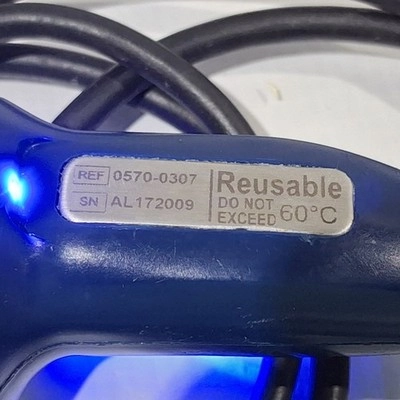 REF 0570-0307
SN AL172009
Reusable
DO NOT
EXCEED 60°C